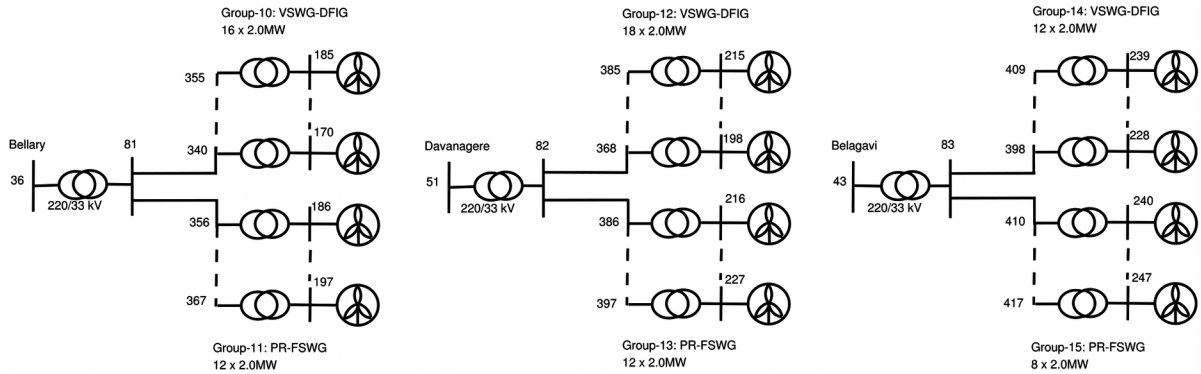 Group-10: VSWG-DFIG
16 x 2.0MW
185
355
Bellary
81
170
340
36
220/33 kV
186
356
197
367
Group-11: PR-FSWG
12 x 2.0MW
Group-12: VSWG-DFIG
18 x 2.0MW
215
385
Davanagere
82
198
368
51
220/33 kV
216
386
227
397
Group-13: PR-FSWG
12 x 2.0MW
Group-14: VSWG-DFIG
12 x 2.0MW
239
409
Belagavi
83
228
398
43
220/33 kV
240
410
247
417
Group-15: PR-FSWG
8 x 2.0MW